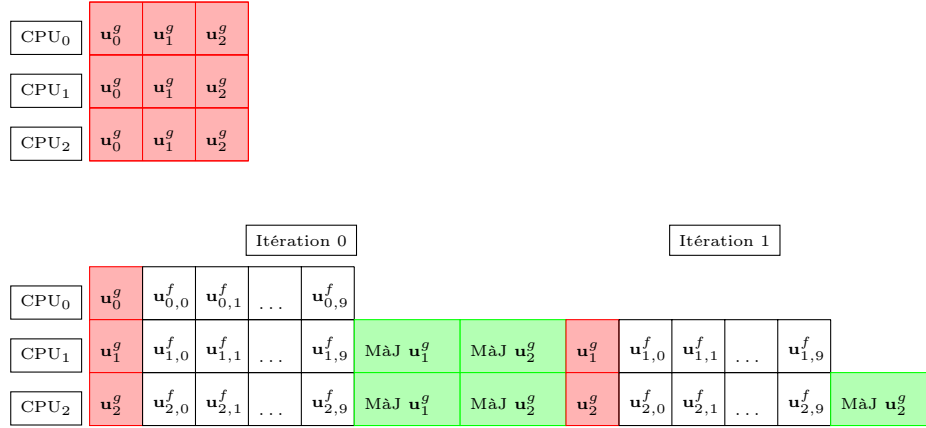 CPU₀ u₀ᵍ u₁ᵍ u₂ᵍ
CPU₁ u₀ᵍ u₁ᵍ u₂ᵍ
CPU₂ u₀ᵍ u₁ᵍ u₂ᵍ
Itération 0 Itération 1
CPU₀ u₀ᵍ u₀,₀ᶠ u₀,₁ᶠ ... u₀,₉ᶠ
CPU₁ u₁ᵍ u₁,₀ᶠ u₁,₁ᶠ ... u₁,₉ᶠ MàJ u₁ᵍ MàJ u₂ᵍ u₁ᵍ u₁,₀ᶠ u₁,₁ᶠ ... u₁,₉ᶠ
CPU₂ u₂ᵍ u₂,₀ᶠ u₂,₁ᶠ ... u₂,₉ᶠ MàJ u₁ᵍ MàJ u₂ᵍ u₂ᵍ u₂,₀ᶠ u₂,₁ᶠ ... u₂,₉ᶠ MàJ u₂ᵍ